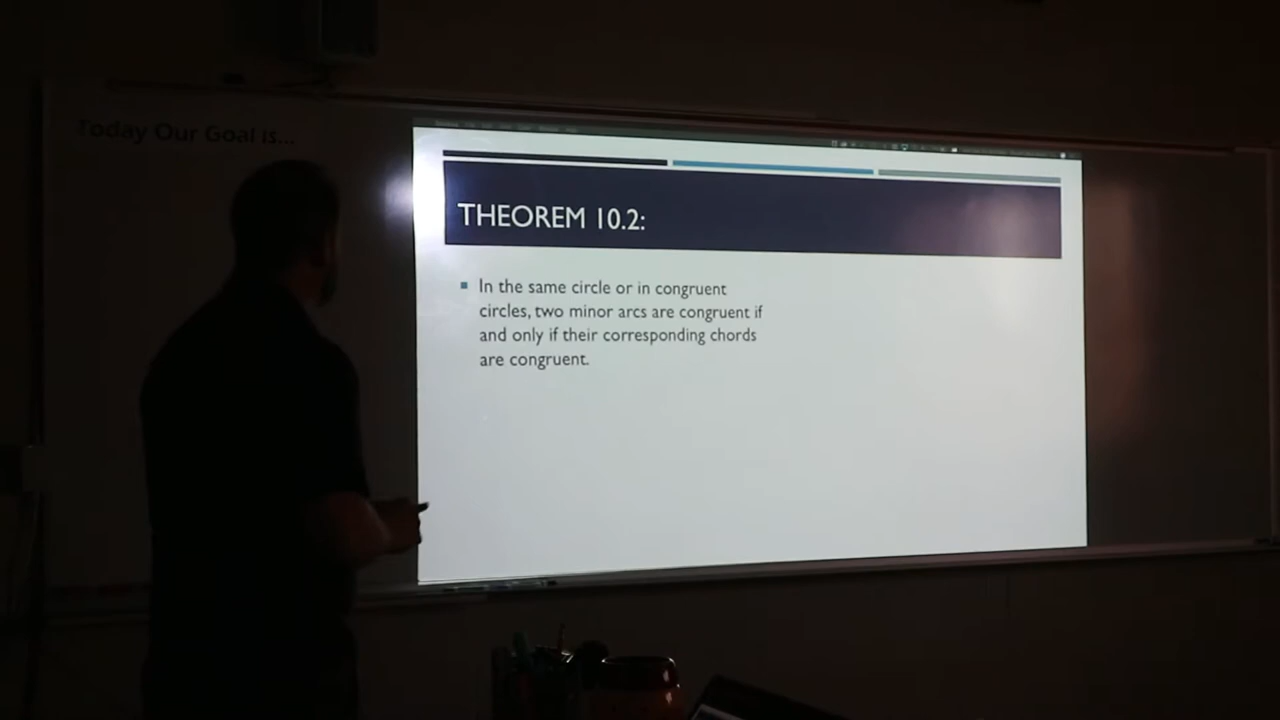 Today Our Goal is...
THEOREM 10.2:
In the same circle or in congruent
circles, two minor arcs are congruent if
and only if their corresponding chords
are congruent.